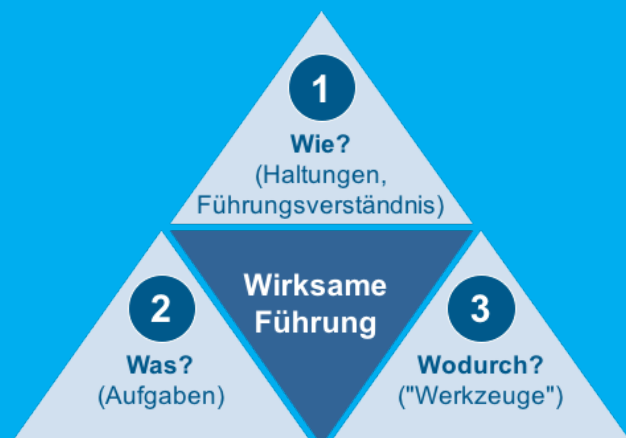 1
Wie?
(Haltungen,
Führungsverständnis)
Wirksame
Führung
2
Was?
(Aufgaben)
3
Wodurch?
("Werkzeuge")